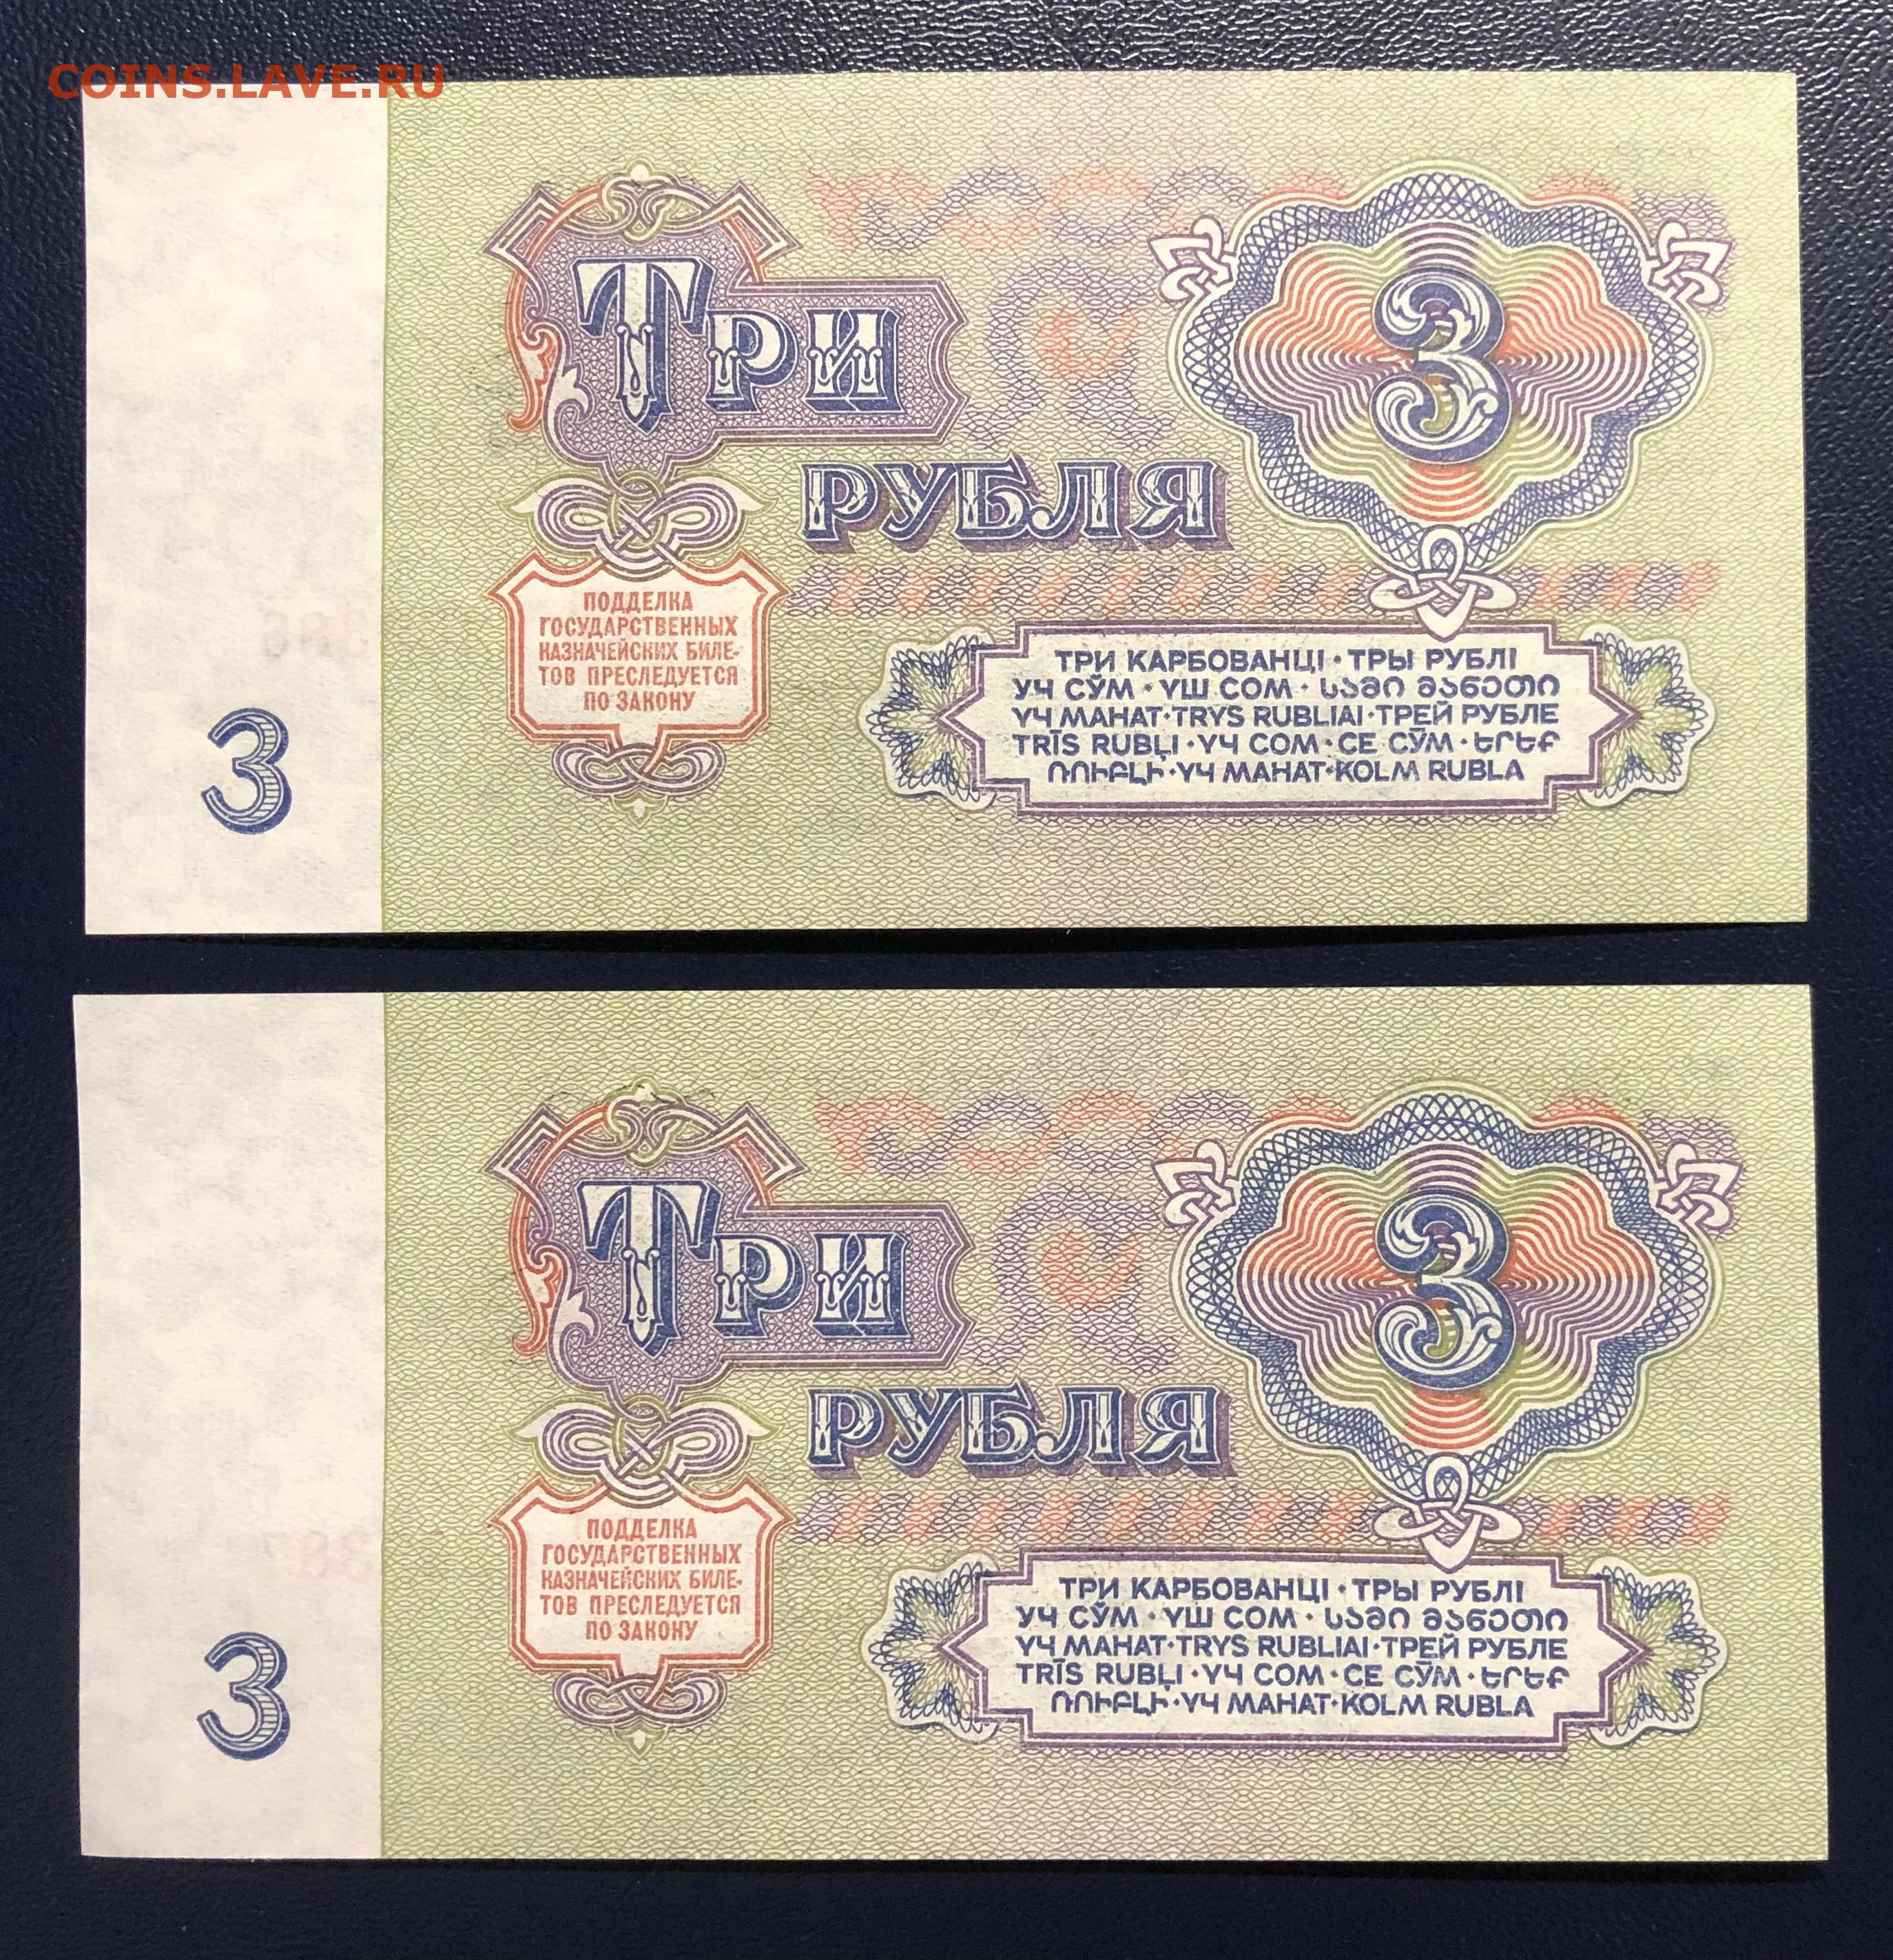 COINS.LAVE.RU
ТРИ
РУБЛЯ
3
ПОДДЕЛКА
ГОСУДАРСТВЕННЫХ
КАЗНАЧЕЙСКИХ БИЛЕ-
ТОВ ПРЕСЛЕДУЕТСЯ
ПО ЗАКОНУ
3
ТРИ КАРБОВАНЦІ • ТРЫ РУБЛІ
УЧ СЎМ • ҮШ СОМ • ᲡᲐᲛᲘ ᲛᲐᲜᲔᲗᲘ
ҮЧ МАНАТ • TRYS RUBLIAI • ТРЕЙ РУБЛЕ
TRĪS RUBĻI • ҮЧ СОМ • СЕ СӮМ • ԵՐԵՔ
ՌՈՒԲԼԻ • ҮЧ МАНАТ • KOLM RUBLA
ТРИ
РУБЛЯ
3
ПОДДЕЛКА
ГОСУДАРСТВЕННЫХ
КАЗНАЧЕЙСКИХ БИЛЕ-
ТОВ ПРЕСЛЕДУЕТСЯ
ПО ЗАКОНУ
3
ТРИ КАРБОВАНЦІ • ТРЫ РУБЛІ
УЧ СЎМ • ҮШ СОМ • ᲡᲐᲛᲘ ᲛᲐᲜᲔᲗᲘ
ҮЧ МАНАТ • TRYS RUBLIAI • ТРЕЙ РУБЛЕ
TRĪS RUBĻI • ҮЧ СОМ • СЕ СӮМ • ԵՐԵՔ
ՌՈՒԲԼԻ • ҮЧ МАНАТ • KOLM RUBLA